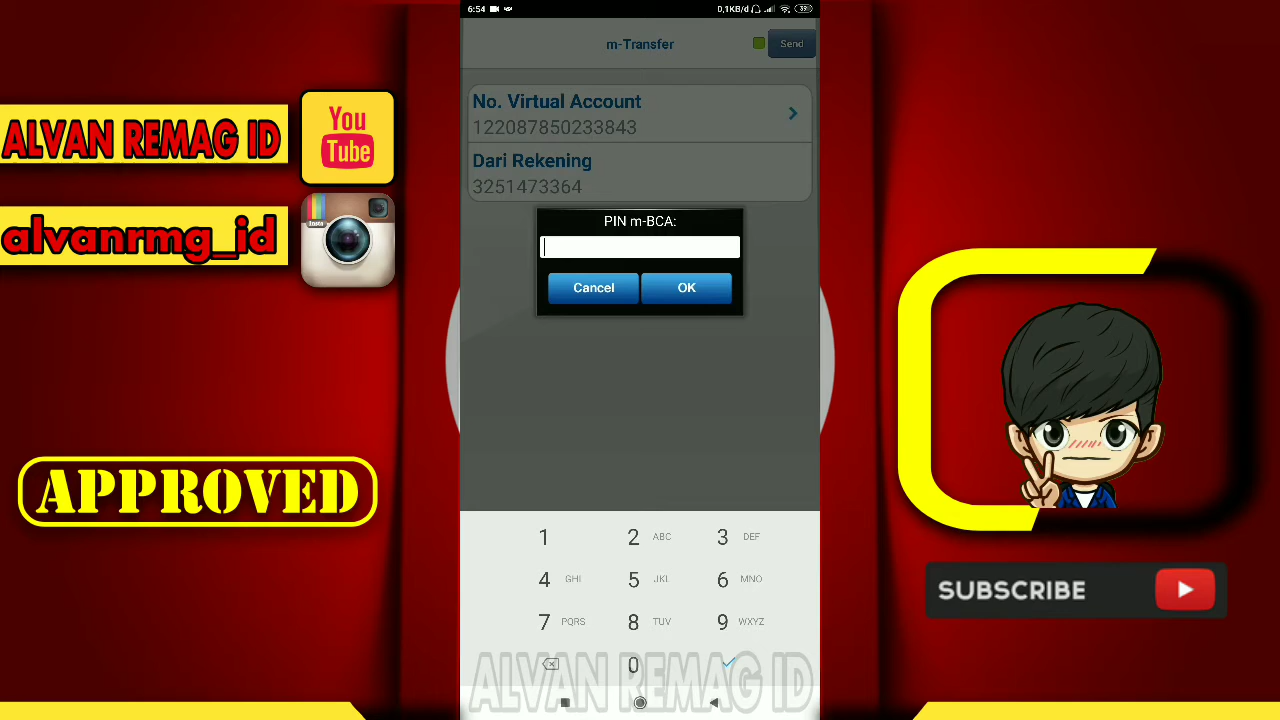 ALVAN REMAG ID
You
Tube
Insta
alvanrmg_id
APPROVED
6:54
0,1KB/d
m-Transfer
Send
No. Virtual Account
122087850233843
Dari Rekening
3251473364
PIN m-BCA:
Cancel
OK
1
2 ABC
3 DEF
4 GHI
5 JKL
6 MNO
7 PQRS
8 TUV
9 WXYZ
0
ALVAN REMAG ID
SUBSCRIBE